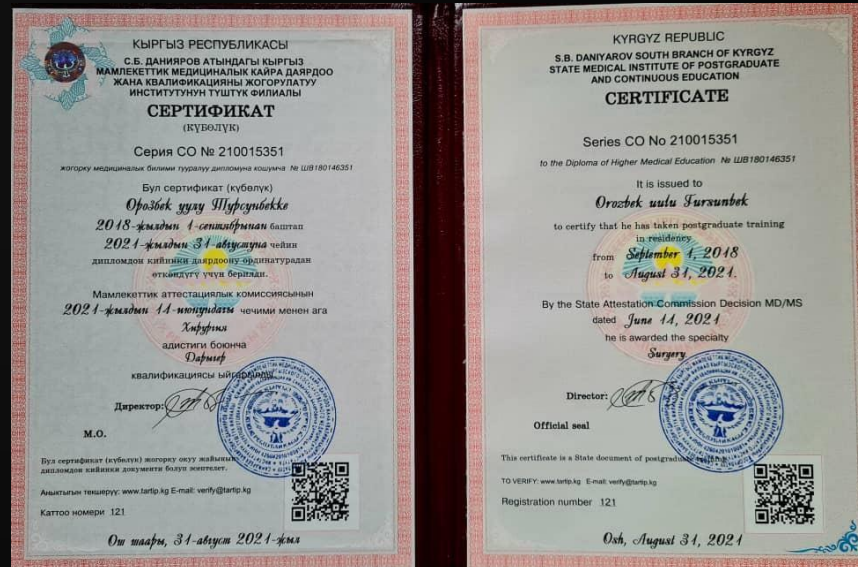 КЫРГЫЗ РЕСПУБЛИКАСЫ
С.Б. ДАНИЯРОВ АТЫНДАГЫ КЫРГЫЗ
МАМЛЕКЕТТИК МЕДИЦИНАЛЫК КАЙРА ДАЯРДОО
ЖАНА КВАЛИФИКАЦИЯНЫ ЖОГОРУЛАТУУ
ИНСТИТУТУНУН ТҮШТҮК ФИЛИАЛЫ
СЕРТИФИКАТ
(КҮБӨЛҮК)
Серия СО № 210015351
жогорку медициналык билими тууралуу дипломуна кошумча № ШВ180146351
Бул сертификат (күбөлүк)
Орозбек уулу Турсунбекке
2018-жылдын 1-сентябрынан баштап
2021-жылдын 31-августуна чейин
дипломдон кийинки даярдоону ординатурадан
өткөндүгү үчүн берилди.
Мамлекеттик аттестациялык комиссиясынын
2021-жылдын 14-июнундагы чечими менен ага
Хирургия
адистиги боюнча
Дарыгер
квалификациясы ыйгарылды
Директор:
М.О.
Бул сертификат (күбөлүк) жогорку окуу жайынын
дипломдон кийинки документи болуп эсептелет.
Аныктыгын текшерүү: www.tartip.kg E-mail: verify@tartip.kg
Каттоо номери 121
Ош шаары, 31-август 2021-жыл
KYRGYZ REPUBLIC
S.B. DANIYAROV SOUTH BRANCH OF KYRGYZ
STATE MEDICAL INSTITUTE OF POSTGRADUATE
AND CONTINUOUS EDUCATION
CERTIFICATE
Series CO No 210015351
to the Diploma of Higher Medical Education № ШВ180146351
It is issued to
Orozbek uulu Tursunbek
to certify that he has taken postgraduate training
in residency
from September 1, 2018
to August 31, 2021.
By the State Attestation Commission Decision MD/MS
dated June 14, 2021
he is awarded the specialty
Surgery
Director:
Official seal
This certificate is a State document of postgraduate
TO VERIFY: www.tartip.kg E-mail: verify@tartip.kg
Registration number 121
Osh, August 31, 2021